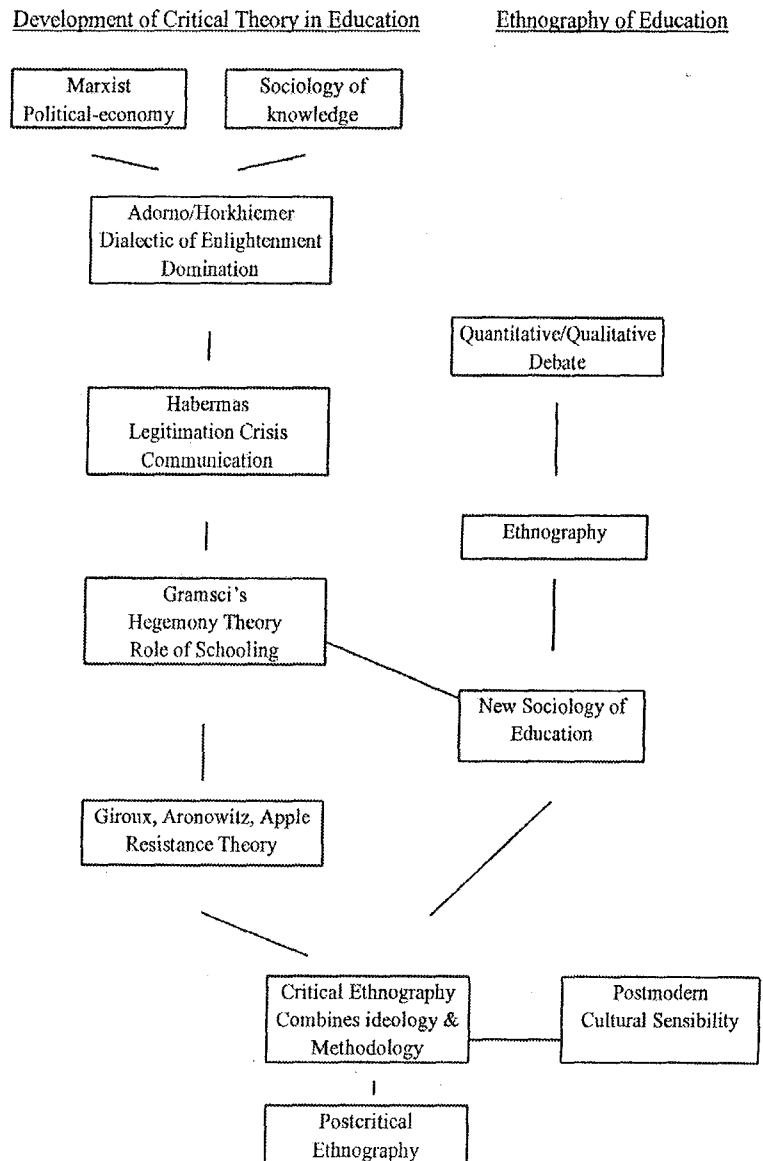 Development of Critical Theory in Education
Ethnography of Education
Marxist
Political-economy
Sociology of
knowledge
Adorno/Horkhiemer
Dialectic of Enlightenment
Domination
Quantitative/Qualitative
Debate
Habermas
Legitimation Crisis
Communication
Ethnography
Gramsci's
Hegemony Theory
Role of Schooling
New Sociology of
Education
Giroux, Aronowitz, Apple
Resistance Theory
Critical Ethnography
Combines ideology &
Methodology
Postmodern
Cultural Sensibility
Postcritical
Ethnography